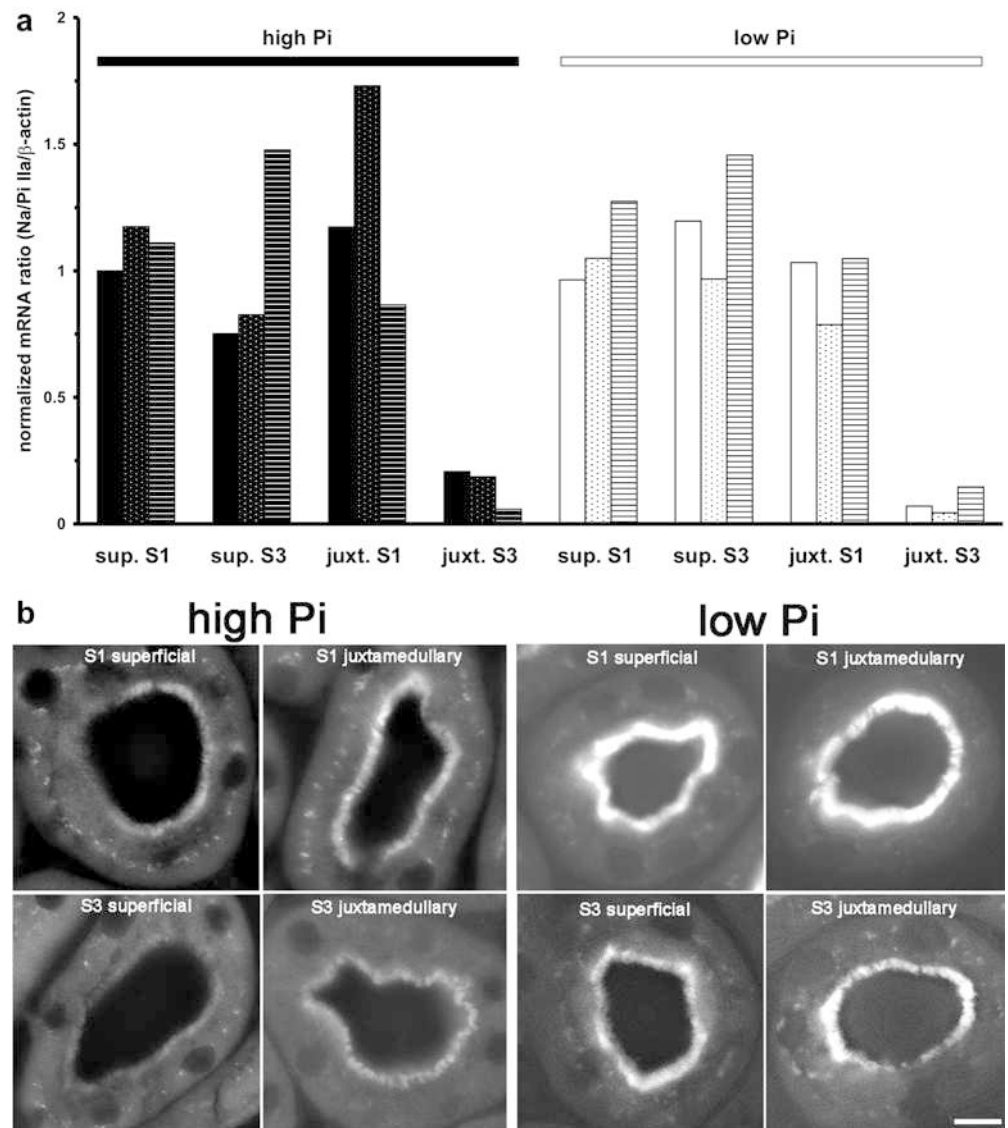 a
high Pi
low Pi
normalized mRNA ratio (Na/Pi IIa/β-actin)
2
1.5
1
0.5
0
sup. S1 sup. S3 juxt. S1 juxt. S3 sup. S1 sup. S3 juxt. S1 juxt. S3
b
high Pi low Pi
S1 superficial S1 juxtamedullary S1 superficial S1 juxtamedularry
S3 superficial S3 juxtamedullary S3 superficial S3 juxtamedullary